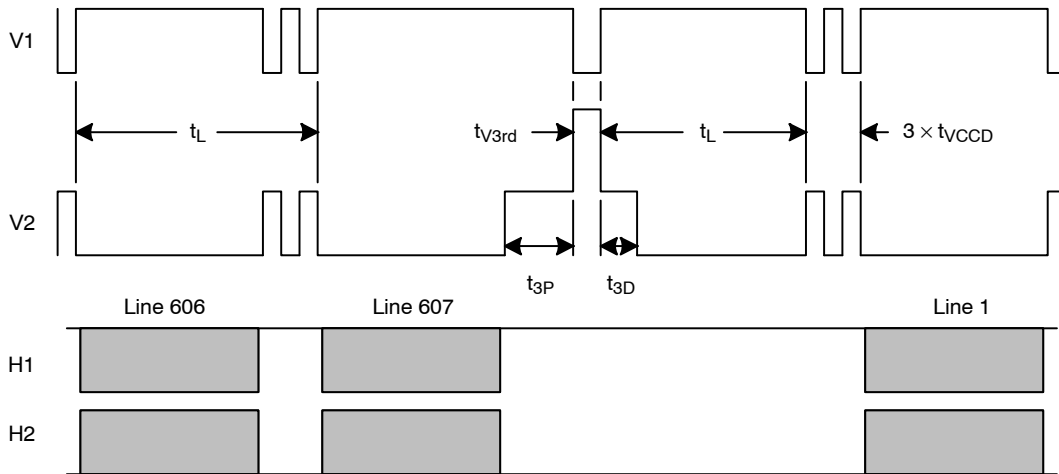 V1
t_L
t_V3rd
t_L
3 × t_VCCD
V2
t_3P
t_3D
Line 606
Line 607
Line 1
H1
H2